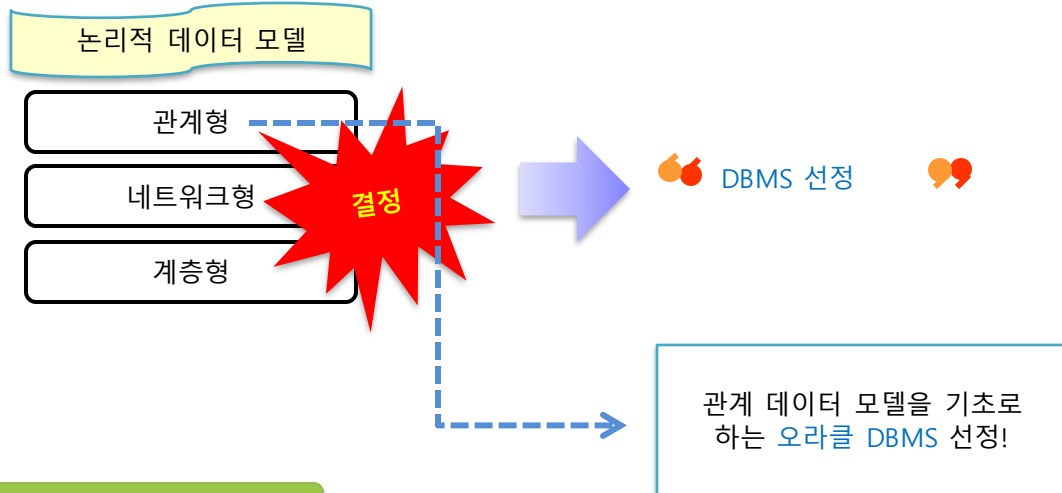 논리적 데이터 모델
관계형
네트워크형
계층형
결정
DBMS 선정
관계 데이터 모델을 기초로
하는 오라클 DBMS 선정!